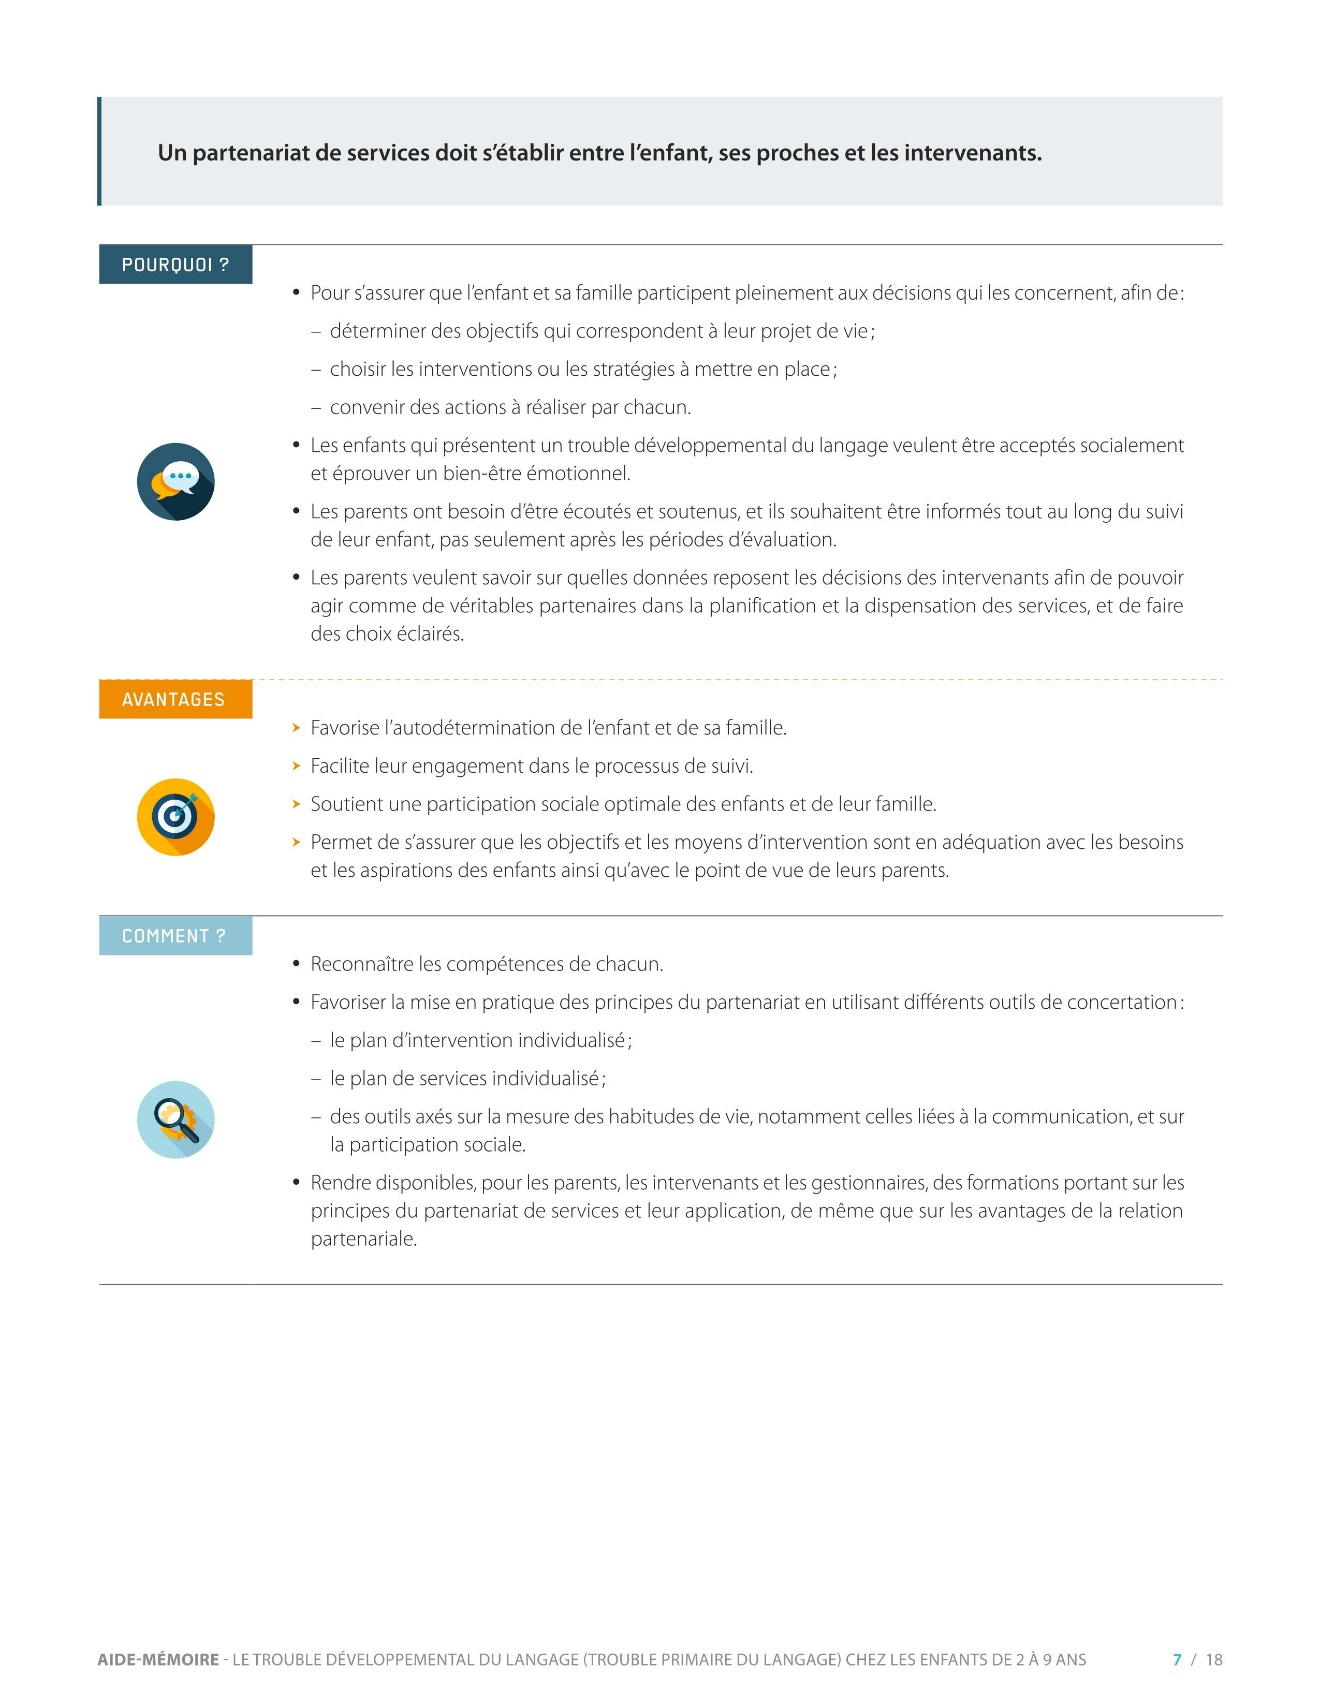 Un partenariat de services doit s’établir entre l’enfant, ses proches et les intervenants.
POURQUOI ?
• Pour s’assurer que l’enfant et sa famille participent pleinement aux décisions qui les concernent, afin de :
– déterminer des objectifs qui correspondent à leur projet de vie ;
– choisir les interventions ou les stratégies à mettre en place ;
– convenir des actions à réaliser par chacun.
• Les enfants qui présentent un trouble développemental du langage veulent être acceptés socialement
et éprouver un bien-être émotionnel.
• Les parents ont besoin d’être écoutés et soutenus, et ils souhaitent être informés tout au long du suivi
de leur enfant, pas seulement après les périodes d’évaluation.
• Les parents veulent savoir sur quelles données reposent les décisions des intervenants afin de pouvoir
agir comme de véritables partenaires dans la planification et la dispensation des services, et de faire
des choix éclairés.
AVANTAGES
➤ Favorise l’autodétermination de l’enfant et de sa famille.
➤ Facilite leur engagement dans le processus de suivi.
➤ Soutient une participation sociale optimale des enfants et de leur famille.
➤ Permet de s’assurer que les objectifs et les moyens d’intervention sont en adéquation avec les besoins
et les aspirations des enfants ainsi qu’avec le point de vue de leurs parents.
COMMENT ?
• Reconnaître les compétences de chacun.
• Favoriser la mise en pratique des principes du partenariat en utilisant différents outils de concertation :
– le plan d’intervention individualisé ;
– le plan de services individualisé ;
– des outils axés sur la mesure des habitudes de vie, notamment celles liées à la communication, et sur
la participation sociale.
• Rendre disponibles, pour les parents, les intervenants et les gestionnaires, des formations portant sur les
principes du partenariat de services et leur application, de même que sur les avantages de la relation
partenariale.
AIDE-MÉMOIRE - LE TROUBLE DÉVELOPPEMENTAL DU LANGAGE (TROUBLE PRIMAIRE DU LANGAGE) CHEZ LES ENFANTS DE 2 À 9 ANS 7 / 18